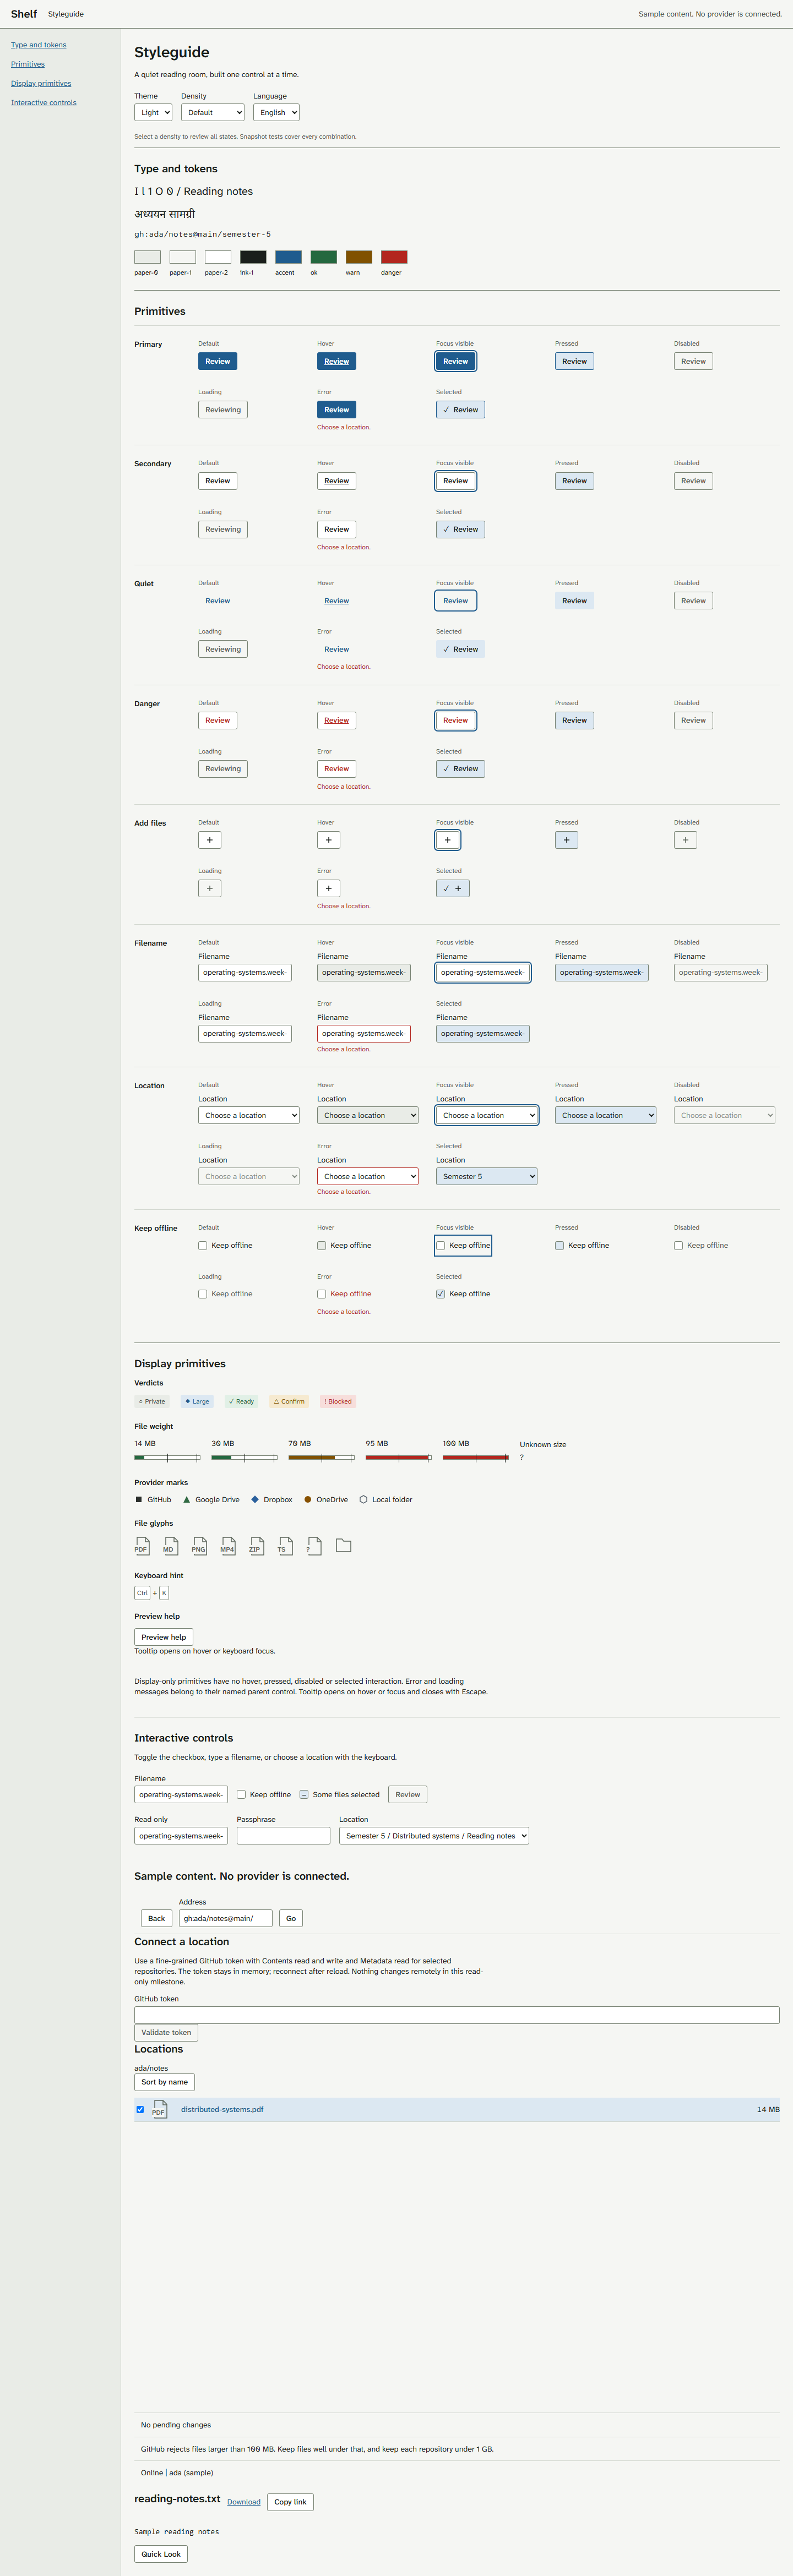 Shelf Styleguide Sample content. No provider is connected.
Type and tokens
Primitives
Display primitives
Interactive controls
Styleguide
A quiet reading room, built one control at a time.
Theme Density Language
Light Default English
Select a density to review all states. Snapshot tests cover every combination.
Type and tokens
I l 1 O 0 / Reading notes
अध्ययन सामग्री
gh:ada/notes@main/semester-5
paper-0 paper-1 paper-2 ink-1 accent ok warn danger
Primitives
Primary Default Hover Focus visible Pressed Disabled
Review Review Review Review Review
Loading Error Selected
Reviewing Review ✓ Review
Choose a location.
Secondary Default Hover Focus visible Pressed Disabled
Review Review Review Review Review
Loading Error Selected
Reviewing Review ✓ Review
Choose a location.
Quiet Default Hover Focus visible Pressed Disabled
Review Review Review Review Review
Loading Error Selected
Reviewing Review ✓ Review
Choose a location.
Danger Default Hover Focus visible Pressed Disabled
Review Review Review Review Review
Loading Error Selected
Reviewing Review ✓ Review
Choose a location.
Add files Default Hover Focus visible Pressed Disabled
+ + + + +
Loading Error Selected
+ + ✓ +
Choose a location.
Filename Default Hover Focus visible Pressed Disabled
Filename Filename Filename Filename Filename
operating-systems.week- operating-systems.week- operating-systems.week- operating-systems.week- operating-systems.week-
Loading Error Selected
Filename Filename Filename
operating-systems.week- operating-systems.week- operating-systems.week-
Choose a location.
Location Default Hover Focus visible Pressed Disabled
Location Location Location Location Location
Choose a location Choose a location Choose a location Choose a location Choose a location
Loading Error Selected
Location Location Location
Choose a location Choose a location Semester 5
Choose a location.
Keep offline Default Hover Focus visible Pressed Disabled
Keep offline Keep offline Keep offline Keep offline Keep offline
Loading Error Selected
Keep offline Keep offline Keep offline
Choose a location.
Display primitives
Verdicts
○ Private ◆ Large ✓ Ready △ Confirm ! Blocked
File weight
14 MB 30 MB 70 MB 95 MB 100 MB Unknown size
?
Provider marks
GitHub Google Drive Dropbox OneDrive Local folder
File glyphs
PDF MD PNG MP4 ZIP TS ?
Keyboard hint
Ctrl + K
Preview help
Preview help
Tooltip opens on hover or keyboard focus.
Display-only primitives have no hover, pressed, disabled or selected interaction. Error and loading
messages belong to their named parent control. Tooltip opens on hover or focus and closes with Escape.
Interactive controls
Toggle the checkbox, type a filename, or choose a location with the keyboard.
Filename
operating-systems.week- Keep offline Some files selected Review
Read only Passphrase Location
operating-systems.week- Semester 5 / Distributed systems / Reading notes
Sample content. No provider is connected.
Address
Back gh:ada/notes@main/ Go
Connect a location
Use a fine-grained GitHub token with Contents read and write and Metadata read for selected
repositories. The token stays in memory; reconnect after reload. Nothing changes remotely in this read-
only milestone.
GitHub token
Validate token
Locations
ada/notes
Sort by name
PDF distributed-systems.pdf 14 MB
No pending changes
GitHub rejects files larger than 100 MB. Keep files well under that, and keep each repository under 1 GB.
Online | ada (sample)
reading-notes.txt Download Copy link
Sample reading notes
Quick Look